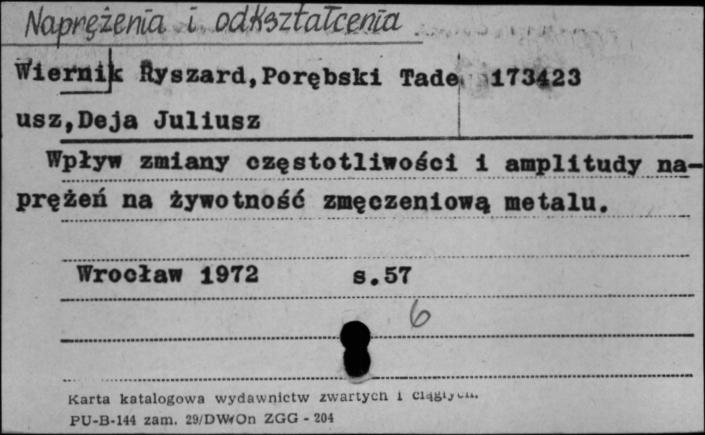 Naprężenia i odkształcenia
Wiernik Ryszard,Porębski Tade 173423
usz,Deja Juliusz
Wpływ zmiany częstotliwości i amplitudy na-
prężeń na żywotność zmęczeniową metalu.
Wrocław 1972 s.57
6
Karta katalogowa wydawnictw zwartych i ciągłych.
PU-B-144 zam. 29/DWOn ZGG - 204